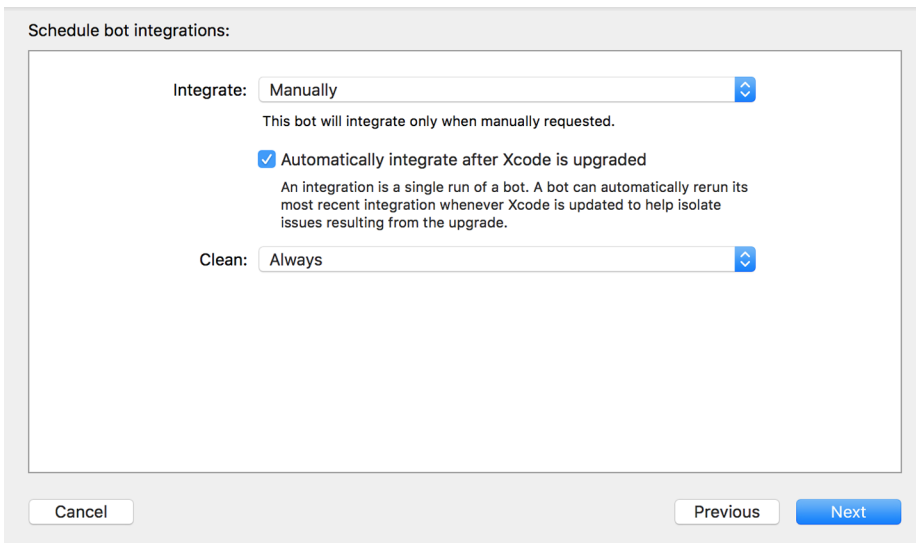 Schedule bot integrations:
Integrate: Manually
This bot will integrate only when manually requested.
Automatically integrate after Xcode is upgraded
An integration is a single run of a bot. A bot can automatically rerun its
most recent integration whenever Xcode is updated to help isolate
issues resulting from the upgrade.
Clean: Always
Cancel Previous Next